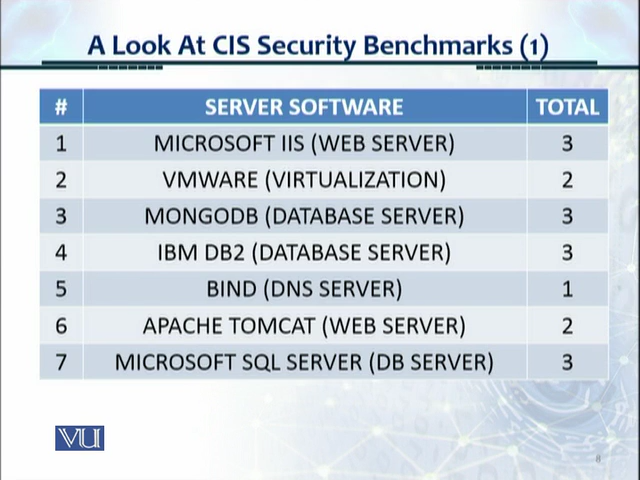 A Look At CIS Security Benchmarks (1)
# SERVER SOFTWARE TOTAL
1 MICROSOFT IIS (WEB SERVER) 3
2 VMWARE (VIRTUALIZATION) 2
3 MONGODB (DATABASE SERVER) 3
4 IBM DB2 (DATABASE SERVER) 3
5 BIND (DNS SERVER) 1
6 APACHE TOMCAT (WEB SERVER) 2
7 MICROSOFT SQL SERVER (DB SERVER) 3
VU
8